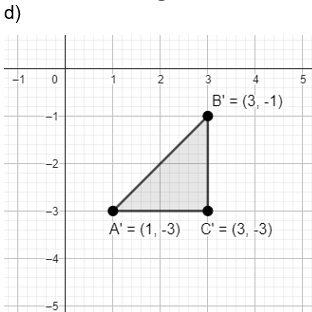 d)
−1 0 1 2 3 4 5
B' = (3, -1)
−1
−2
−3
A' = (1, -3) C' = (3, -3)
−4
−5